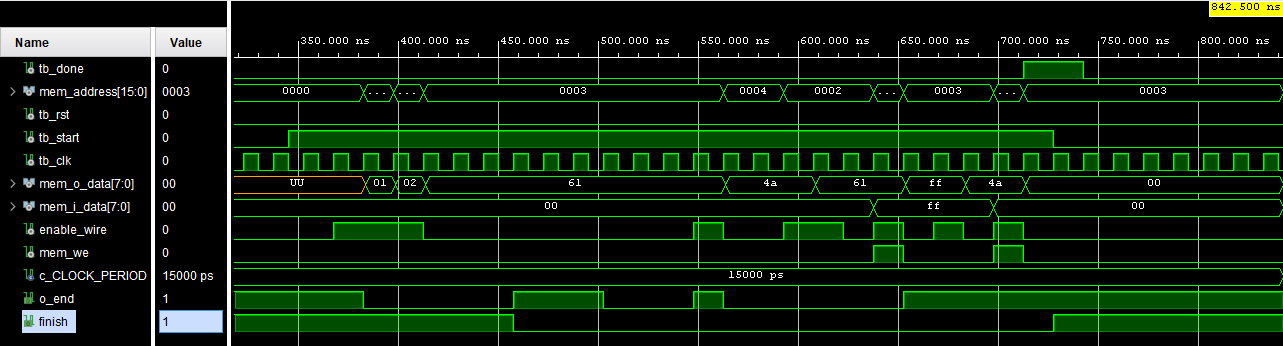 842.500 ns
Name Value 350.000 ns 400.000 ns 450.000 ns 500.000 ns 550.000 ns 600.000 ns 650.000 ns 700.000 ns 750.000 ns 800.000 ns
tb_done 0
mem_address[15:0] 0003 0000 ... ... 0003 0004 0002 ... 0003 ... 0003
tb_rst 0
tb_start 0
tb_clk 0
mem_o_data[7:0] 00 UU 01 02 61 4a 61 ff 4a 00
mem_i_data[7:0] 00 00 ff 00
enable_wire 0
mem_we 0
c_CLOCK_PERIOD 15000 ps 15000 ps
o_end 1
finish 1